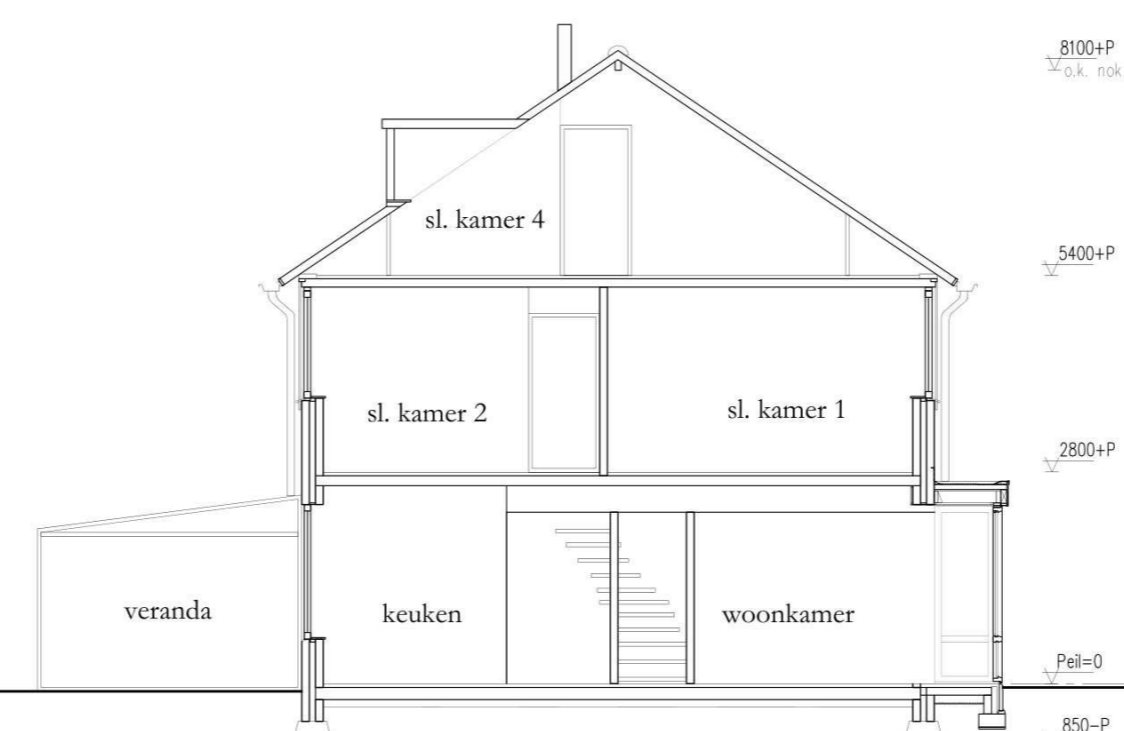 8100+P
o.k. nok
sl. kamer 4
5400+P
sl. kamer 2
sl. kamer 1
2800+P
veranda
keuken
woonkamer
Peil=0
850-P